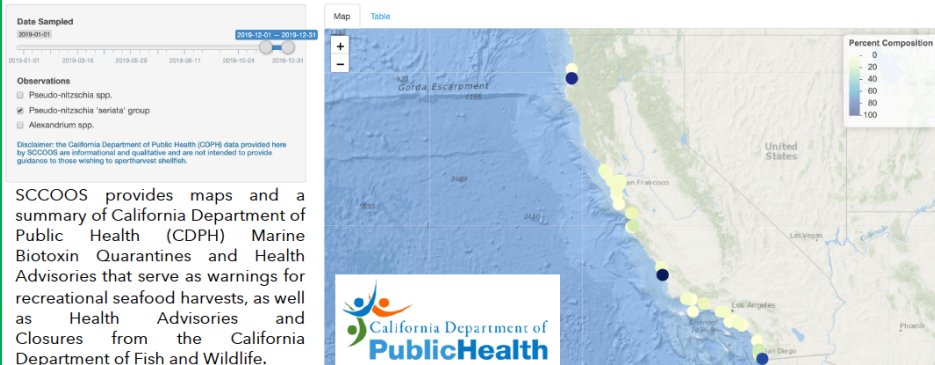 Date Sampled
2019-01-01
2019-12-01 — 2019-12-31
2019-01-01 2019-03-16 2019-05-28 2019-08-11 2019-10-24 2019-12-31
Observations
Pseudo-nitzschia spp.
Pseudo-nitzschia 'seriata' group
Alexandrium spp.
Disclaimer: the California Department of Public Health (CDPH) data provided here
by SCCOOS are informational and qualitative and are not intended to provide
guidance to those wishing to sportharvest shellfish.
SCCOOS provides maps and a
summary of California Department of
Public Health (CDPH) Marine
Biotoxin Quarantines and Health
Advisories that serve as warnings for
recreational seafood harvests, as well
as Health Advisories and
Closures from the California
Department of Fish and Wildlife.
Map Table
+
−
Percent Composition
0
20
40
60
80
100
Gorda Escarpment
United
States
an Francisco
Las Vegas
Colorado
Los Angeles
Channel
Phoenix
an Diego
California Department of
PublicHealth